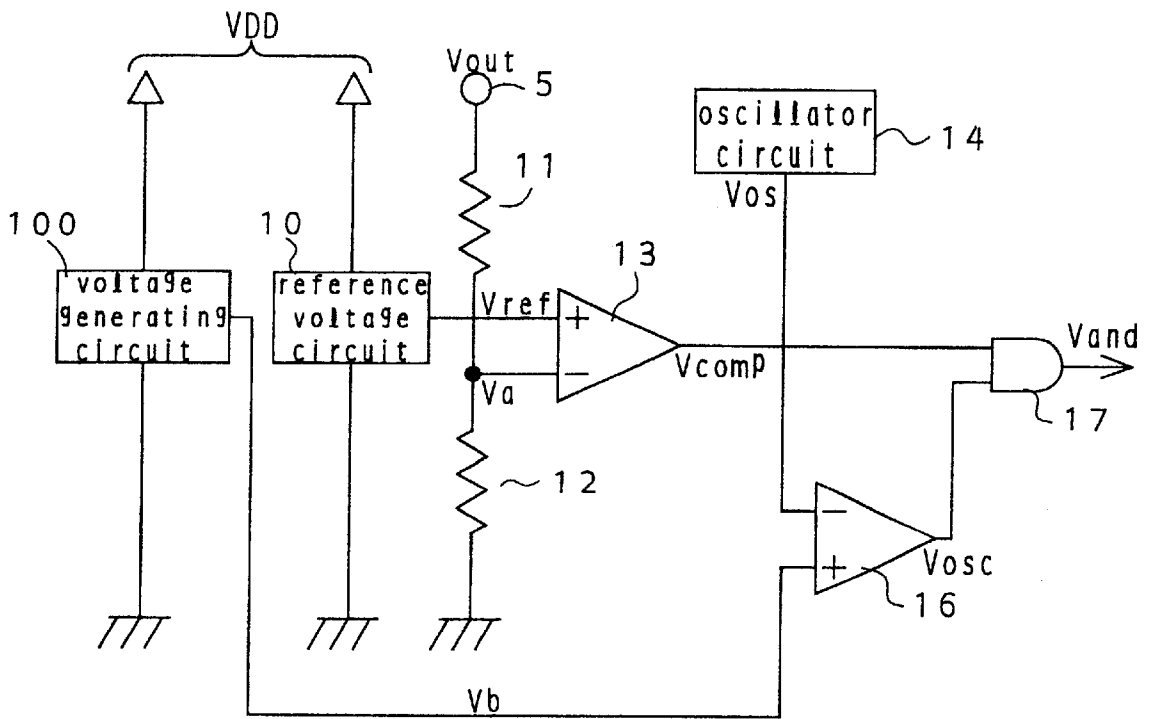 VDD
Vout
5
oscillator
circuit
14
Vos
11
100
10
13
voltage
generating
circuit
reference
voltage
circuit
Vref
+
−
Va
Vcomp
Vand
17
12
−
+
Vosc
16
Vb